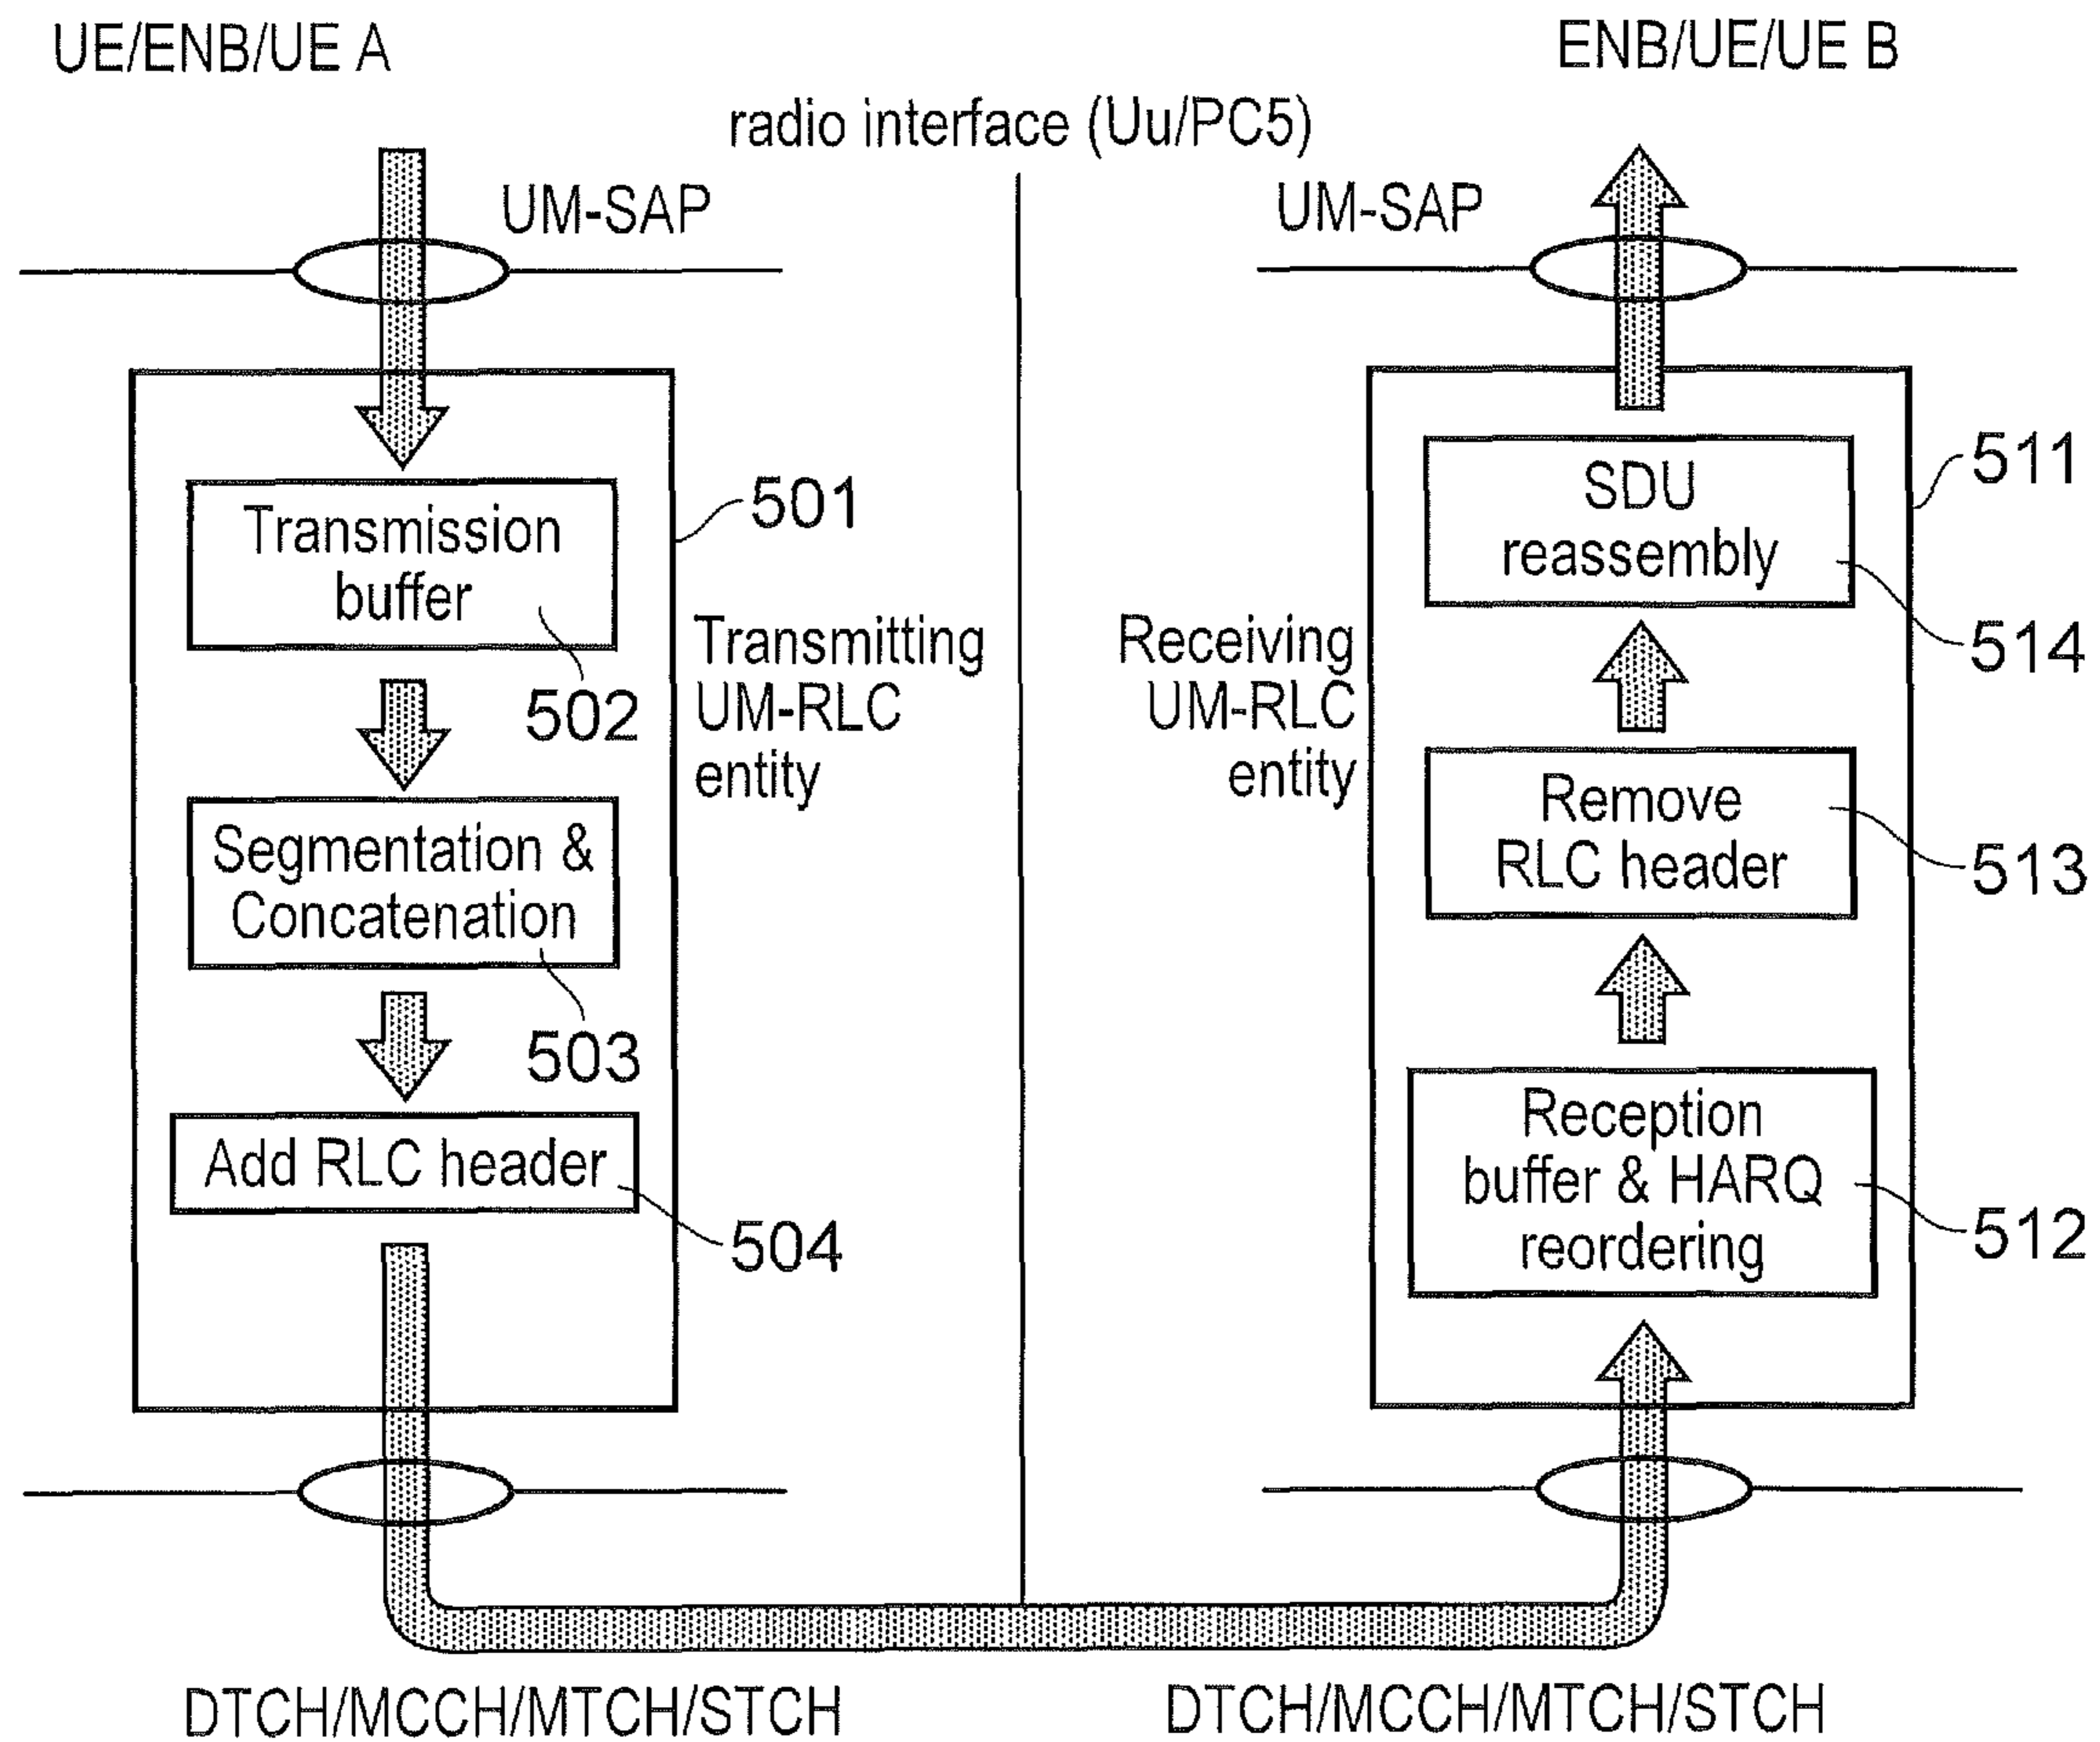 UE/ENB/UE A
ENB/UE/UE B
radio interface (Uu/PC5)
UM-SAP
UM-SAP
Transmission
buffer
501
502
Transmitting
UM-RLC
entity
Segmentation &
Concatenation
503
Add RLC header
504
SDU
reassembly
511
514
Receiving
UM-RLC
entity
Remove
RLC header
513
Reception
buffer & HARQ
reordering
512
DTCH/MCCH/MTCH/STCH
DTCH/MCCH/MTCH/STCH